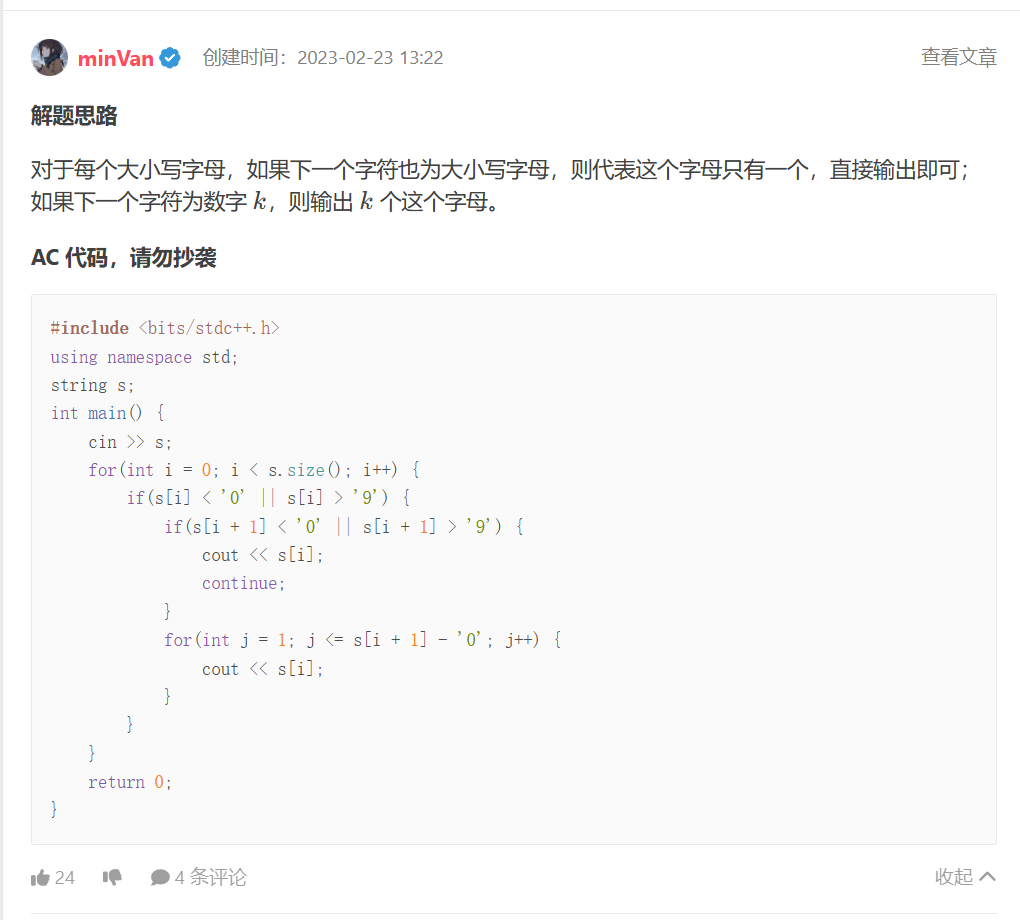 minVan 创建时间：2023-02-23 13:22 查看文章
解题思路
对于每个大小写字母，如果下一个字符也为大小写字母，则代表这个字母只有一个，直接输出即可；
如果下一个字符为数字 k，则输出 k 个这个字母。
AC 代码，请勿抄袭
#include <bits/stdc++.h>
using namespace std;
string s;
int main() {
    cin >> s;
    for(int i = 0; i < s.size(); i++) {
        if(s[i] < '0' || s[i] > '9') {
            if(s[i + 1] < '0' || s[i + 1] > '9') {
                cout << s[i];
                continue;
            }
            for(int j = 1; j <= s[i + 1] - '0'; j++) {
                cout << s[i];
            }
        }
    }
    return 0;
}
24 4 条评论 收起